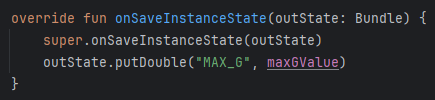 override fun onSaveInstanceState(outState: Bundle) {
    super.onSaveInstanceState(outState)
    outState.putDouble("MAX_G", maxGValue)
}